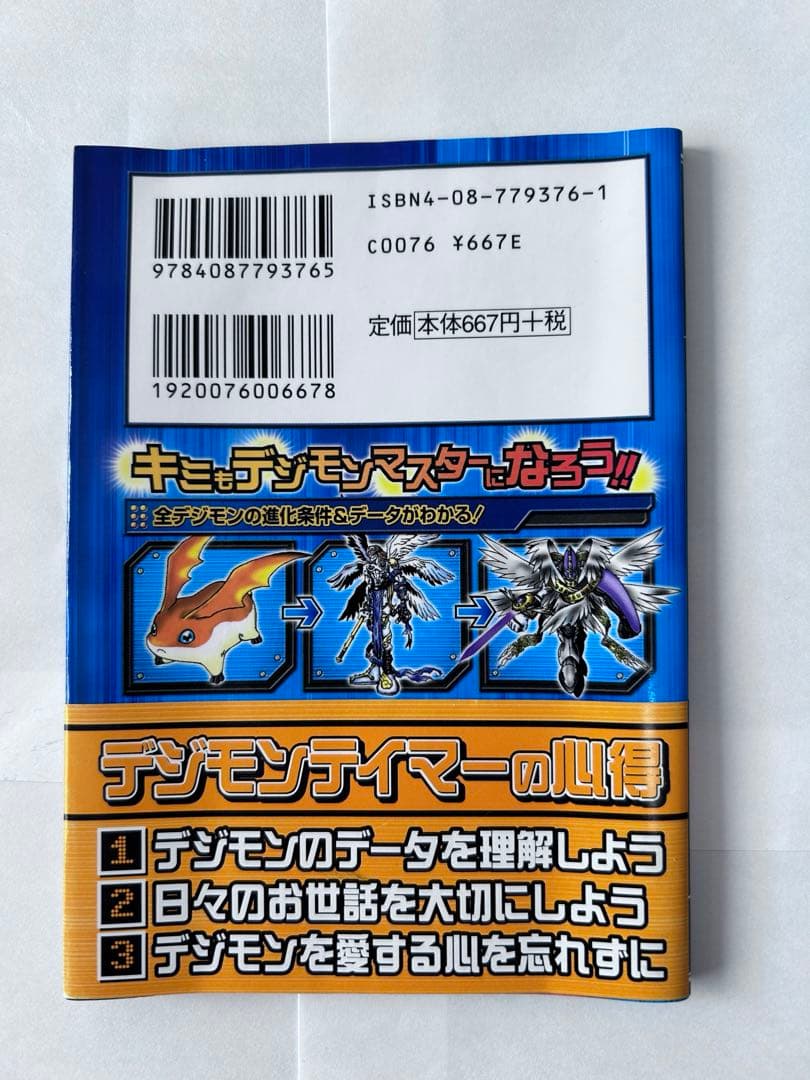 ISBN4-08-779376-1
9784087793765
C0076 ¥667E
定価 本体667円+税
1920076006678
キミもデジモンマスターになろう!!
全デジモンの進化条件&データがわかる!
デジモンテイマーの心得
1 デジモンのデータを理解しよう
2 日々のお世話を大切にしよう
3 デジモンを愛する心を忘れずに